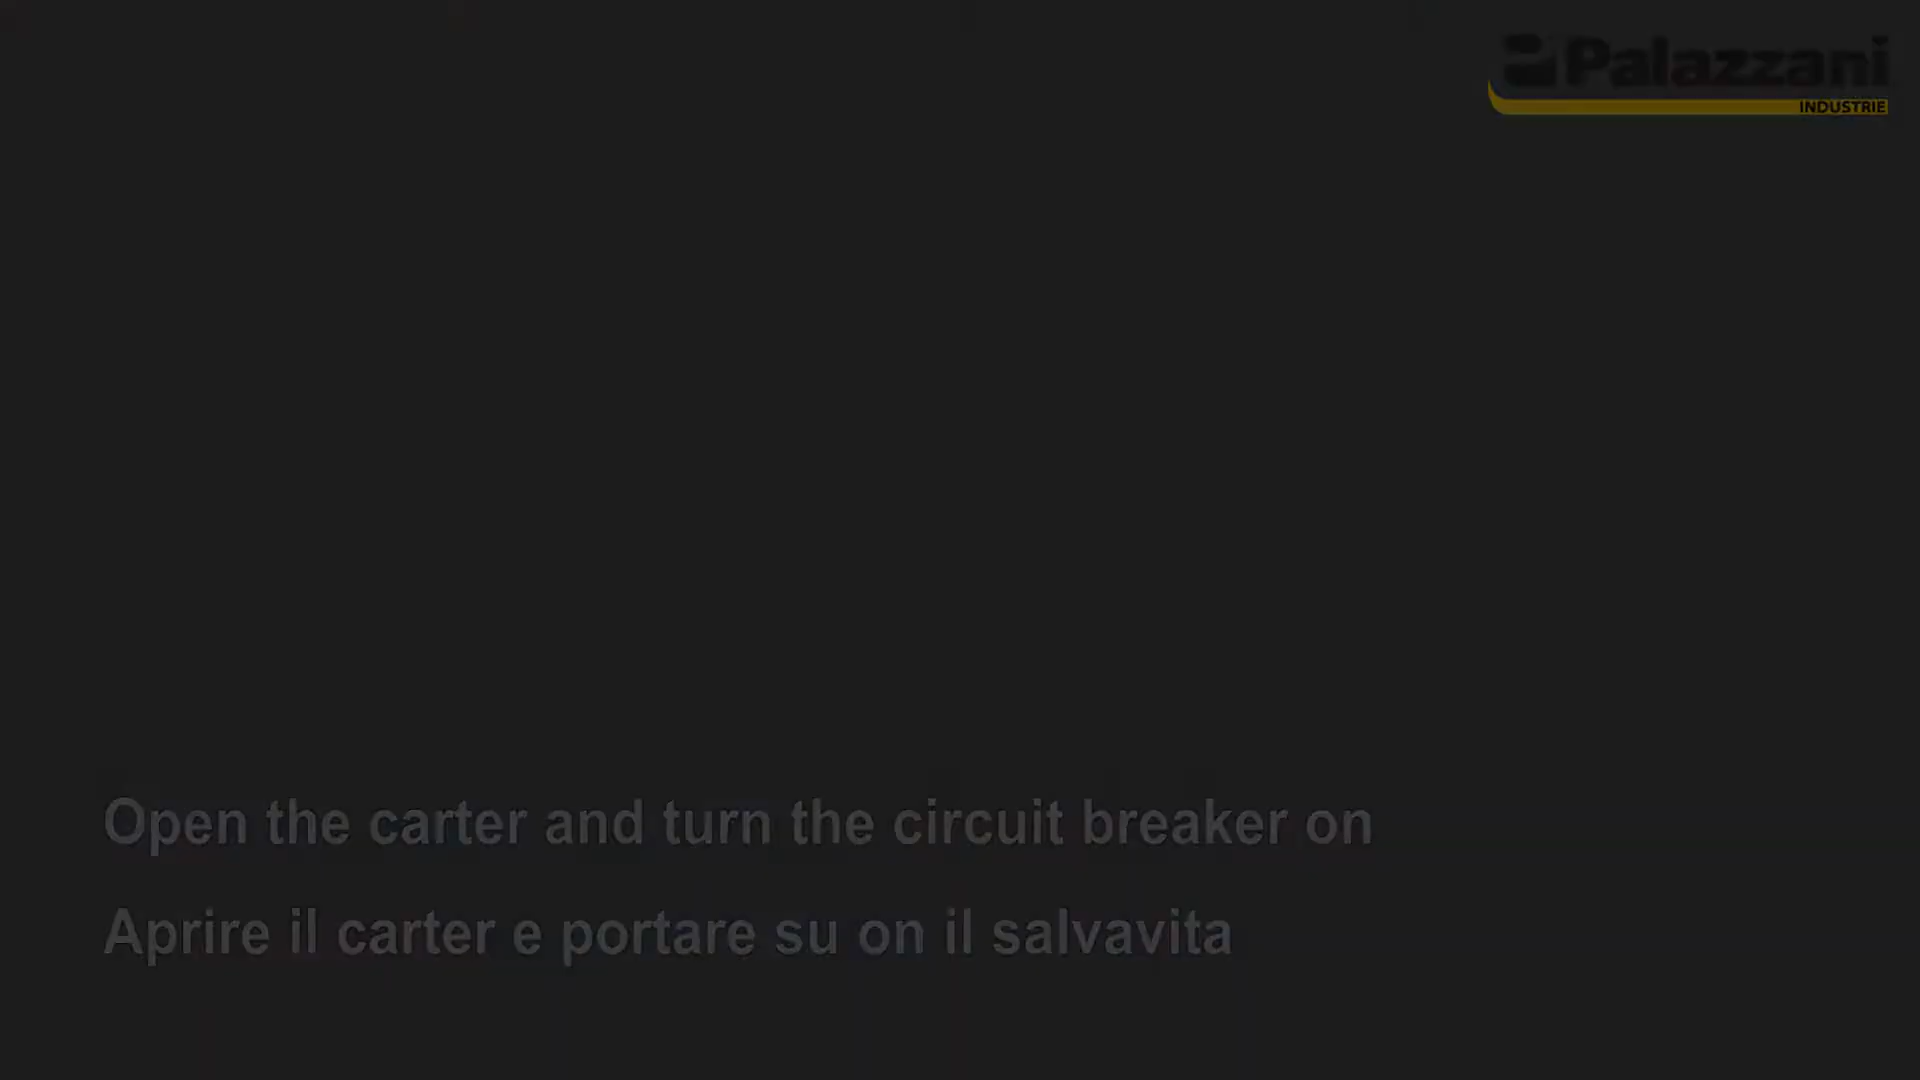 Palazzani
INDUSTRIE
Open the carter and turn the circuit breaker on
Aprire il carter e portare su on il salvavita